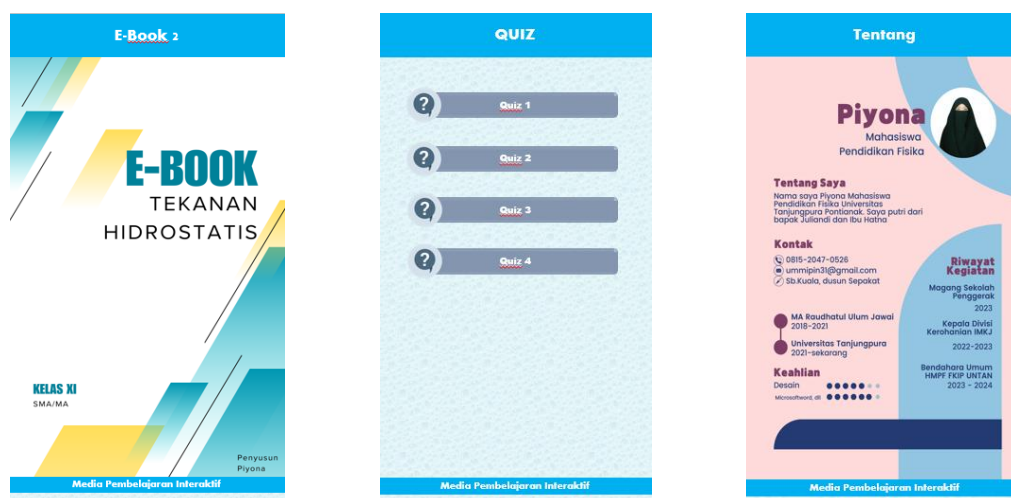 E-Book 2
E-BOOK
TEKANAN
HIDROSTATIS
KELAS XI
SMA/MA
Penyusun
Piyona
Media Pembelajaran Interaktif
QUIZ
? Quiz 1
? Quiz 2
? Quiz 3
? Quiz 4
Media Pembelajaran Interaktif
Tentang
Piyona
Mahasiswa
Pendidikan Fisika
Tentang Saya
Nama saya Piyona Mahasiswa
Pendidikan Fisika Universitas
Tanjungpura Pontianak. Saya putri dari
bapak Juliandi dan Ibu Hatna
Kontak
0815-2047-0526
ummipin31@gmail.com
Sb.Kuola, dusun Sepakat
MA Raudhatul Ulum Jawai
2018-2021
Universitas Tanjungpura
2021-sekarang
Keahlian
Desain
Microsoftword, dll
Riwayat
Kegiatan
Magang Sekolah
Penggerak
2023
Kepala Divisi
Kerohanian IMKJ
2022-2023
Bendahara Umum
HMPF FKIP UNTAN
2023 - 2024
Media Pembelajaran Interaktif